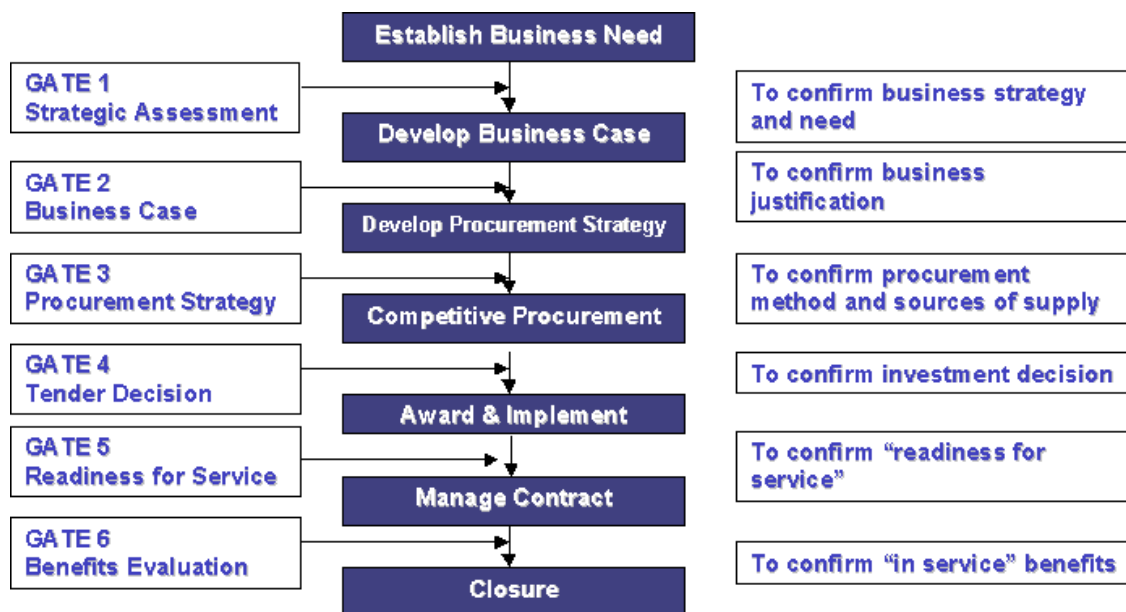 Establish Business Need
GATE 1
Strategic Assessment
To confirm business strategy
and need
Develop Business Case
GATE 2
Business Case
To confirm business
justification
Develop Procurement Strategy
GATE 3
Procurement Strategy
To confirm procurement
method and sources of supply
Competitive Procurement
GATE 4
Tender Decision
To confirm investment decision
Award & Implement
GATE 5
Readiness for Service
To confirm “readiness for
service”
Manage Contract
GATE 6
Benefits Evaluation
To confirm “in service” benefits
Closure